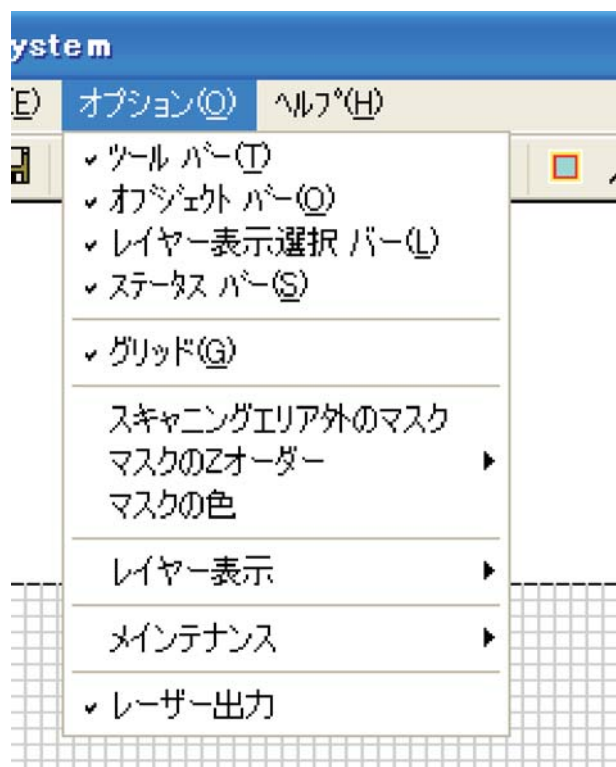 ystem
(E) オプション(O) ヘルプ(H)
ツール バー(T)
オブジェクト バー(O)
レイヤー表示選択 バー(L)
ステータス バー(S)
グリッド(G)
スキャニングエリア外のマスク
マスクのZオーダー
マスクの色
レイヤー表示
メインテナンス
レーザー出力